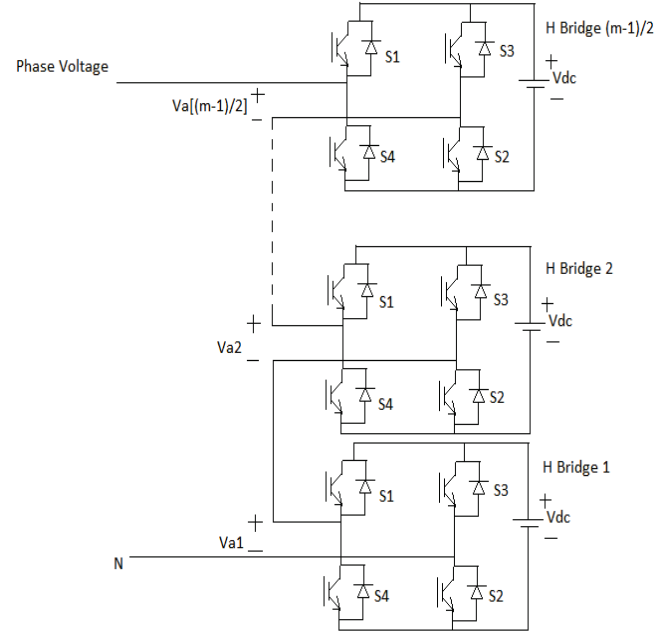 H Bridge (m-1)/2
S1
S3
+
Phase Voltage
Vdc
+
Va[(m-1)/2]
−
−
S4
S2
H Bridge 2
S1
S3
+
+
Vdc
Va2
−
−
S4
S2
H Bridge 1
S1
S3
+
+
Vdc
Va1
−
−
N
S4
S2